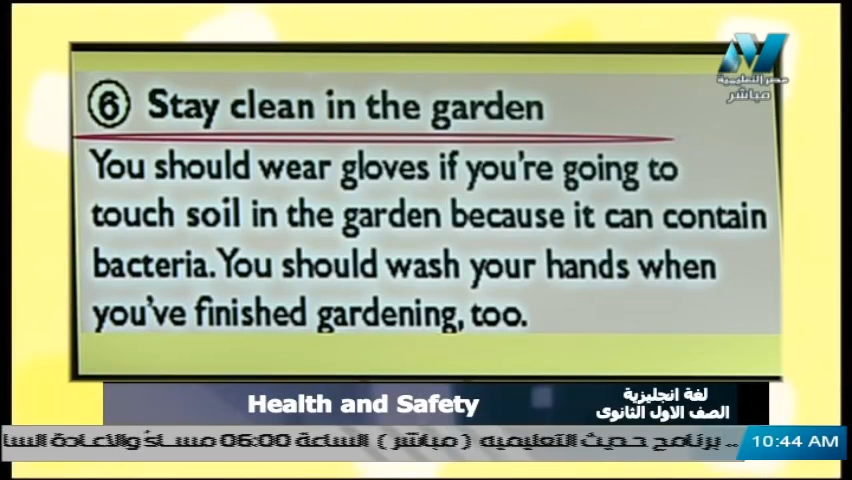 مصر التعليمية
مباشر
6 Stay clean in the garden
You should wear gloves if you're going to
touch soil in the garden because it can contain
bacteria. You should wash your hands when
you've finished gardening, too.
Health and Safety
لغة انجليزية
الصف الاول الثانوى
.. برنامج حديث التعليميه ( مباشر ) الساعة 06:00 مساءً والاعادة السا
10:44 AM